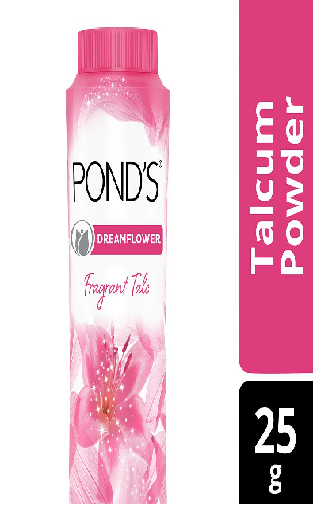 POND'S®
DREAMFLOWER
Fragrant Talc
Talcum
Powder
25
g